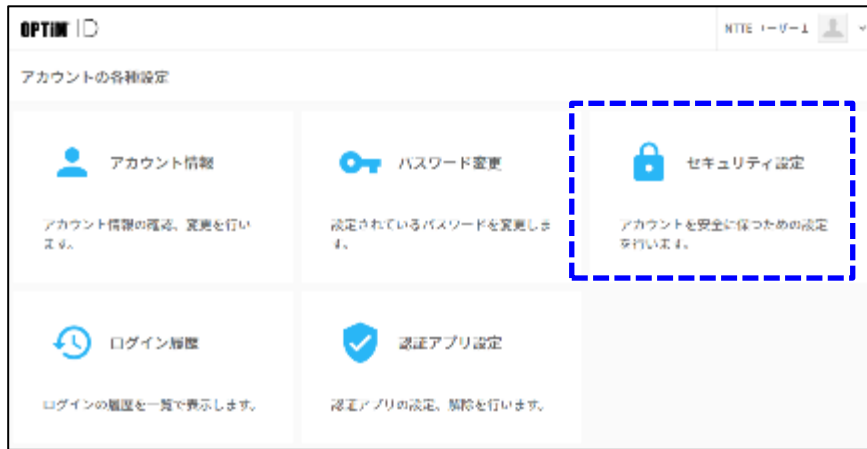 OPTiM ID
NTTE ユーザー1
アカウントの各種設定
アカウント情報
パスワード変更
セキュリティ設定
アカウント情報の確認、変更を行い
ます。
設定されているパスワードを変更しま
す。
アカウントを安全に保つための設定
を行います。
ログイン履歴
認証アプリ設定
ログインの履歴を一覧で表示します。
認証アプリの設定、解除を行います。